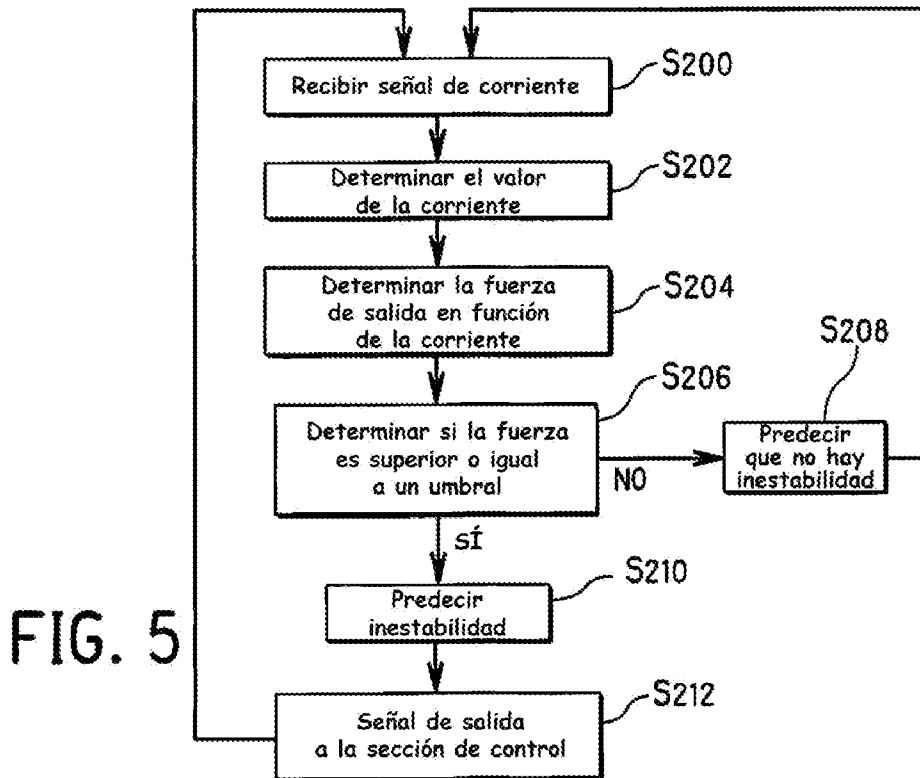 Recibir señal de corriente
S200
Determinar el valor
de la corriente
S202
Determinar la fuerza
de salida en función
de la corriente
S204
Determinar si la fuerza
es superior o igual
a un umbral
S206
NO
Predecir
que no hay
inestabilidad
S208
SÍ
Predecir
inestabilidad
S210
Señal de salida
a la sección de control
S212
FIG. 5